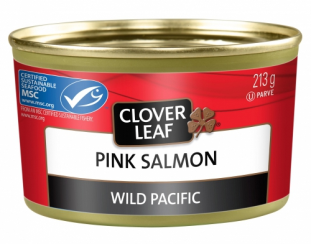 CERTIFIED
SUSTAINABLE
SEAFOOD
MSC
www.msc.org
213 g
U PARVE
CLOVER
LEAF
PINK SALMON
WILD PACIFIC